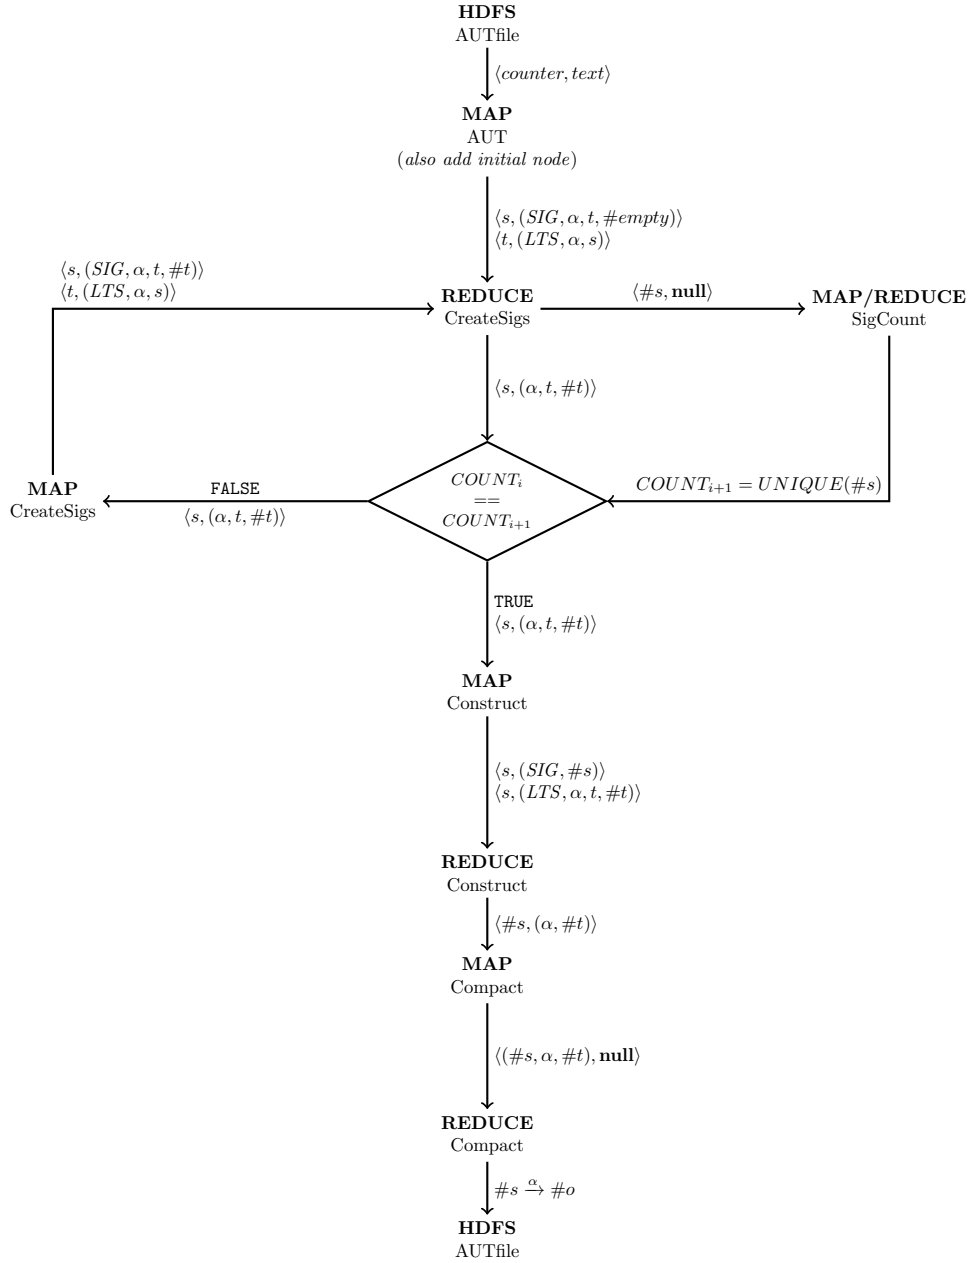 HDFS
AUTfile
⟨counter, text⟩
MAP
AUT
(also add initial node)
⟨s, (SIG, α, t, #empty)⟩
⟨t, (LTS, α, s)⟩
⟨s, (SIG, α, t, #t)⟩
⟨t, (LTS, α, s)⟩
REDUCE
CreateSigs
⟨#s, null⟩
MAP/REDUCE
SigCount
⟨s, (α, t, #t)⟩
MAP
CreateSigs
FALSE
⟨s, (α, t, #t)⟩
COUNT_i
==
COUNT_{i+1}
COUNT_{i+1} = UNIQUE(#s)
TRUE
⟨s, (α, t, #t)⟩
MAP
Construct
⟨s, (SIG, #s)⟩
⟨s, (LTS, α, t, #t)⟩
REDUCE
Construct
⟨#s, (α, #t)⟩
MAP
Compact
⟨(#s, α, #t), null⟩
REDUCE
Compact
#s →^α #o
HDFS
AUTfile